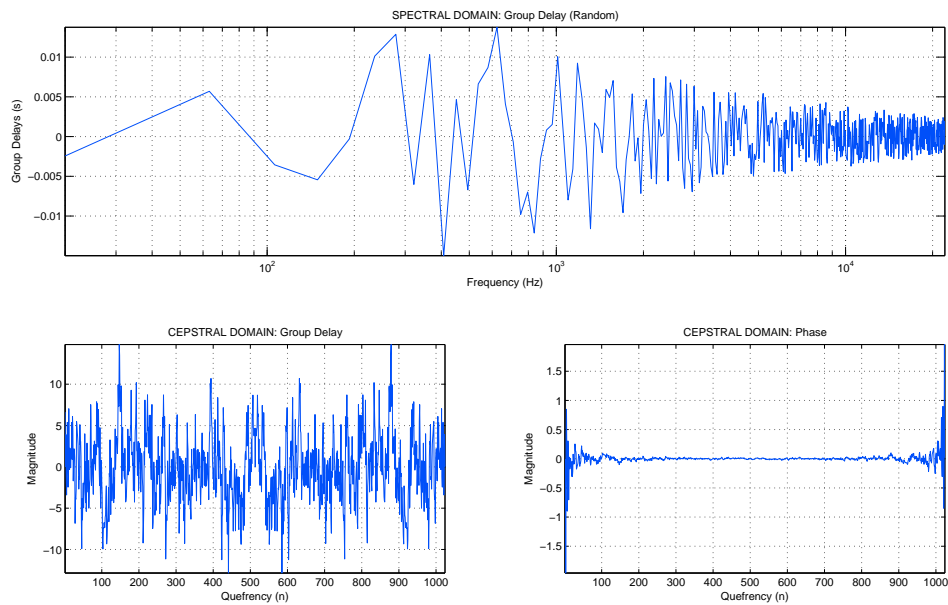 SPECTRAL DOMAIN: Group Delay (Random)
0.01
0.005
0
−0.005
−0.01
Group Delays (s)
10^2
10^3
10^4
Frequency (Hz)
CEPSTRAL DOMAIN: Group Delay
10
5
0
−5
−10
Magnitude
100 200 300 400 500 600 700 800 900 1000
Quefrency (n)
CEPSTRAL DOMAIN: Phase
1.5
1
0.5
0
−0.5
−1
−1.5
Magnitude
100 200 300 400 500 600 700 800 900 1000
Quefrency (n)